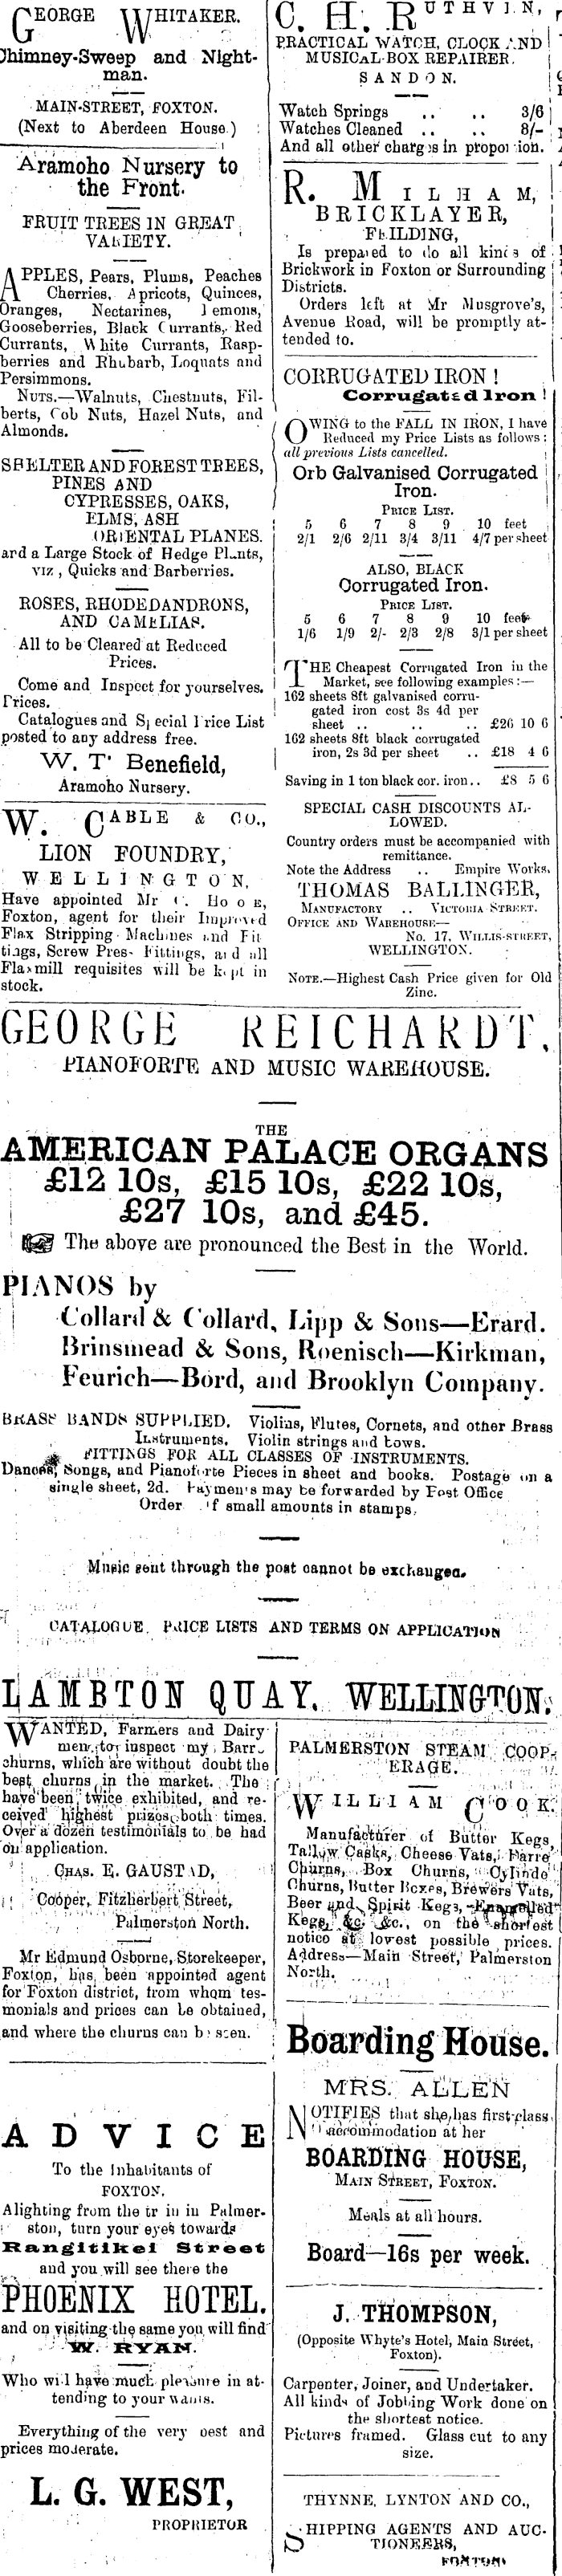 GEORGE WHITAKER.
Chimney-Sweep and Night-
man.
MAIN-STREET, FOXTON.
(Next to Aberdeen House.)
Aramoho Nursery to
the Front.
FRUIT TREES IN GREAT
VARIETY.
APPLES, Pears, Plums, Peaches
Cherries, Apricots, Quinces,
Oranges, Nectarines, Lemons,
Gooseberries, Black Currants, Red
Currants, White Currants, Rasp-
berries and Rhubarb, Loquats and
Persimmons.
NUTS.—Walnuts, Chestnuts, Fil-
berts, Cob Nuts, Hazel Nuts, and
Almonds.
SHELTER AND FOREST TREES,
PINES AND
CYPRESSES, OAKS,
ELMS, ASH
ORIENTAL PLANES.
and a Large Stock of Hedge Plants,
viz , Quicks and Barberries.
ROSES, RHODEDANDRONS,
AND CAMELIAS.
All to be Cleared at Reduced
Prices.
Come and Inspect for yourselves.
Prices.
Catalogues and Special Price List
posted to any address free.
W. T. Benefield,
Aramoho Nursery.
W. CABLE & CO.,
LION FOUNDRY,
WELLINGTON,
Have appointed Mr
Foxton, agent for their Improved
Flax Stripping Machines and Fit
tings, Screw Press Fittings, and all
Flaxmill requisites will be kept in
stock.
C. H. RUTHVEN,
PRACTICAL WATCH, CLOCK AND
MUSICAL BOX REPAIRER.
SANDON.
Watch Springs .. .. 3/6
Watches Cleaned .. .. 8/-
And all other charges in proportion.
R. MILHAM,
BRICKLAYER,
FEILDING,
Is prepared to do all kinds of
Brickwork in Foxton or Surrounding
Districts.
Orders left at Mr Musgrove's,
Avenue Road, will be promptly at-
tended to.
CORRUGATED IRON !
Corrugated Iron !
OWING to the FALL IN IRON, I have
Reduced my Price Lists as follows :
all previous Lists cancelled.
Orb Galvanised Corrugated
Iron.
PRICE LIST.
5 6 7 8 9 10 feet
2/1 2/6 2/11 3/4 3/11 4/7 per sheet
ALSO, BLACK
Corrugated Iron.
PRICE LIST.
5 6 7 8 9 10 feet
1/6 1/9 2/- 2/3 2/8 3/1 per sheet
THE Cheapest Corrugated Iron in the
Market, see following examples :—
162 sheets 8ft galvanised corru-
gated iron cost 3s 4d per
sheet .. .. .. £26 10 6
162 sheets 8ft black corrugated
iron, 2s 3d per sheet .. £18 4 6
Saving in 1 ton black cor. iron.. £8 5 6
SPECIAL CASH DISCOUNTS AL-
LOWED.
Country orders must be accompanied with
remittance.
Note the Address .. Empire Works,
THOMAS BALLINGER,
MANUFACTORY .. VICTORIA STREET.
OFFICE AND WAREHOUSE—
No. 17, WILLIS-STREET,
WELLINGTON.
NOTE.—Highest Cash Price given for Old
Zinc.
GEORGE REICHARDT,
PIANOFORTE AND MUSIC WAREHOUSE.
THE
AMERICAN PALACE ORGANS
£12 10s, £15 10s, £22 10s,
£27 10s, and £45.
The above are pronounced the Best in the World.
PIANOS by
Collard & Collard, Lipp & Sons—Erard.
Brinsmead & Sons, Roenisch—Kirkman,
Feurich—Bord, and Brooklyn Company.
BRASS BANDS SUPPLIED. Violins, Flutes, Cornets, and other Brass
Instruments. Violin strings and bows.
FITTINGS FOR ALL CLASSES OF INSTRUMENTS.
Dances, Songs, and Pianoforte Pieces in sheet and books. Postage on a
single sheet, 2d. Payments may be forwarded by Post Office
Order if small amounts in stamps.
Music sent through the post cannot be exchanged.
CATALOGUE, PRICE LISTS AND TERMS ON APPLICATION
LAMBTON QUAY, WELLINGTON.
WANTED, Farmers and Dairy
men, to inspect my Barrel
churns, which are without doubt the
best churns in the market. The
have been twice exhibited, and re-
ceived highest prizes both times.
Over a dozen testimonials to be had
on application.
CHAS. E. GAUSTAD,
Cooper, Fitzherbert Street,
Palmerston North.
Mr Edmund Osborne, Storekeeper,
Foxton, has been appointed agent
for Foxton district, from whom tes-
monials and prices can be obtained,
and where the churns can be seen.
ADVICE
To the Inhabitants of
FOXTON.
Alighting from the train in Palmer-
ston, turn your eyes towards
Rangitikei Street
and you will see there the
PHOENIX HOTEL.
and on visiting the same you will find
W. RYAN.
Who will have much pleasure in at-
tending to your wants.
Everything of the very best and
prices moderate.
L. G. WEST,
PROPRIETOR
PALMERSTON STEAM COOP-
ERAGE.
WILLIAM COOK
Manufacturer of Butter Kegs,
Tallow Casks, Cheese Vats, Barre
Churns, Box Churns, Cylinde
Churns, Butter Boxes, Brewers Vats,
Beer and Spirit Kegs, Enamelled
Kegs, &c. &c., on the shortest
notice at lowest possible prices.
Address—Main Street, Palmerston
North.
Boarding House.
MRS. ALLEN
NOTIFIES that she has first-class
accommodation at her
BOARDING HOUSE,
MAIN STREET, FOXTON.
Meals at all hours.
Board—16s per week.
J. THOMPSON,
(Opposite Whyte's Hotel, Main Street,
Foxton).
Carpenter, Joiner, and Undertaker.
All kinds of Jobbing Work done on
the shortest notice.
Pictures framed. Glass cut to any
size.
THYNNE, LYNTON AND CO.,
SHIPPING AGENTS AND AUC-
TIONEERS,
FOXTON.